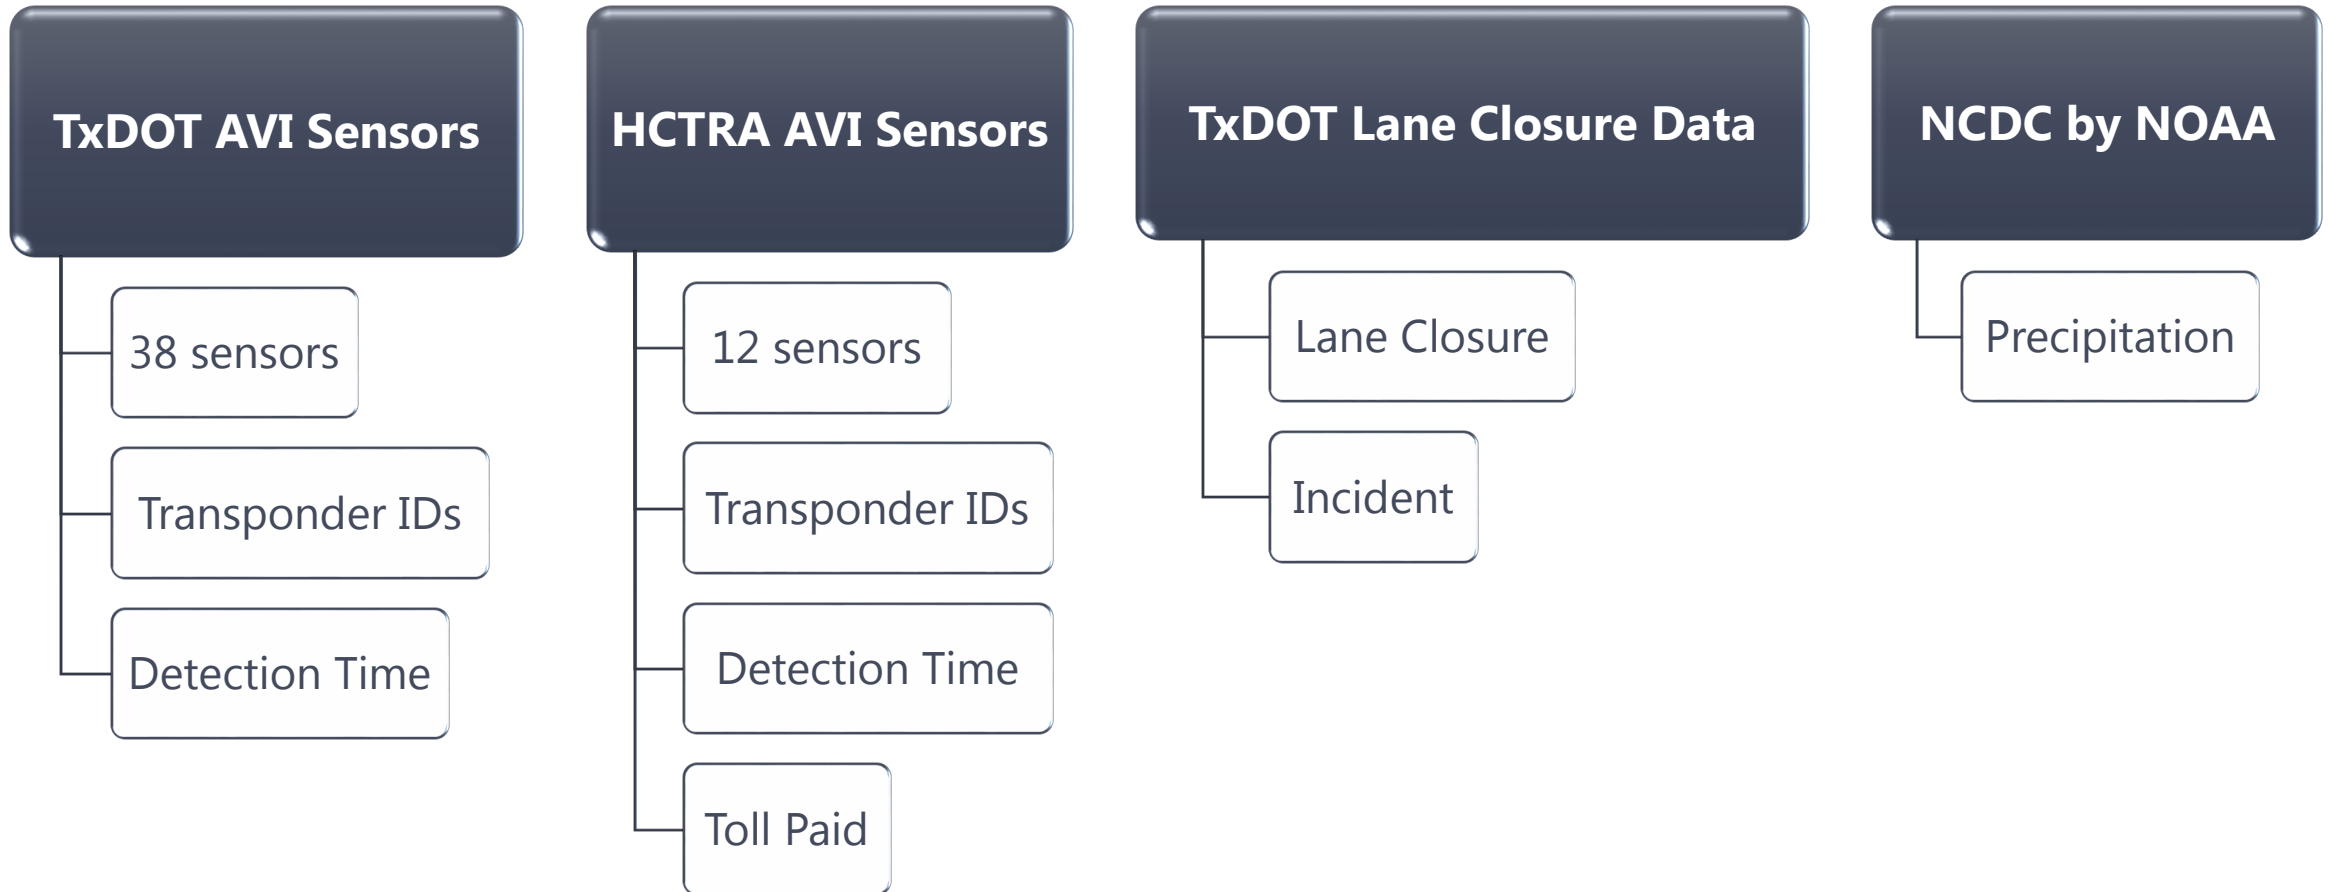 TxDOT AVI Sensors
38 sensors
Transponder IDs
Detection Time
HCTRA AVI Sensors
12 sensors
Transponder IDs
Detection Time
Toll Paid
TxDOT Lane Closure Data
Lane Closure
Incident
NCDC by NOAA
Precipitation